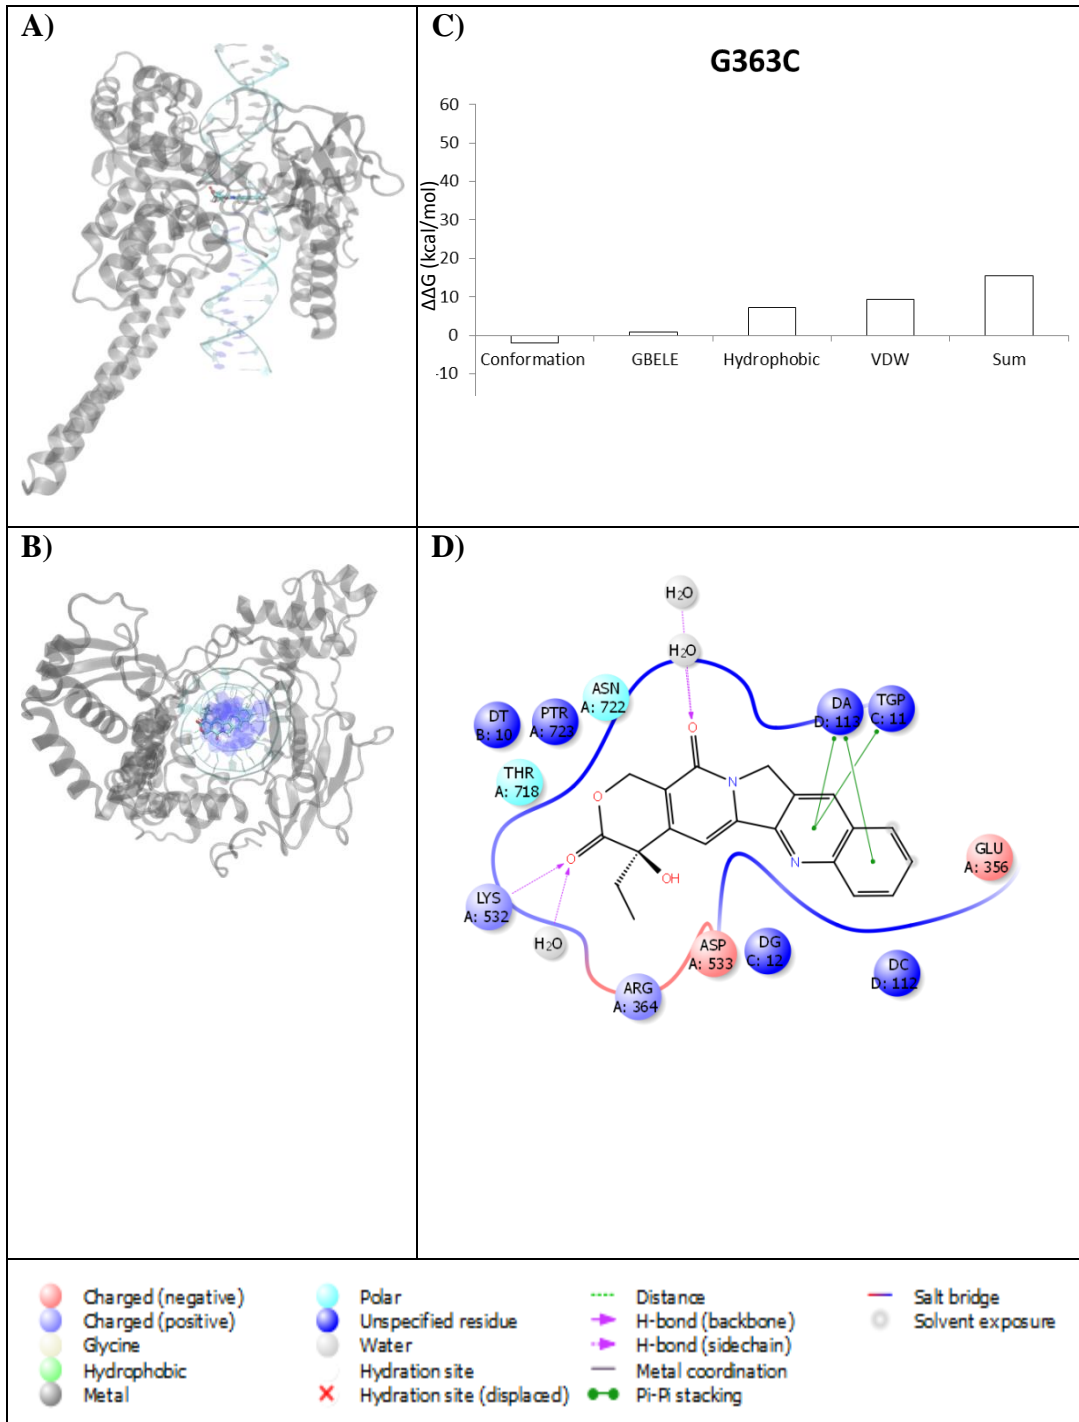 A)
C)
G363C
ΔΔG (kcal/mol)
60
50
40
30
20
10
0
-10
Conformation GBELE Hydrophobic VDW Sum
B)
D)
H₂O
H₂O
ASN
A: 722
DT
B: 10
PTR
A: 723
DA
D: 113
TGP
C: 11
THR
A: 718
O
N
O
O
OH
N
GLU
A: 356
LYS
A: 532
H₂O
ASP
A: 533
DG
C: 12
DC
D: 112
ARG
A: 364
Charged (negative)
Charged (positive)
Glycine
Hydrophobic
Metal
Polar
Unspecified residue
Water
Hydration site
Hydration site (displaced)
Distance
H-bond (backbone)
H-bond (sidechain)
Metal coordination
Pi-Pi stacking
Salt bridge
Solvent exposure